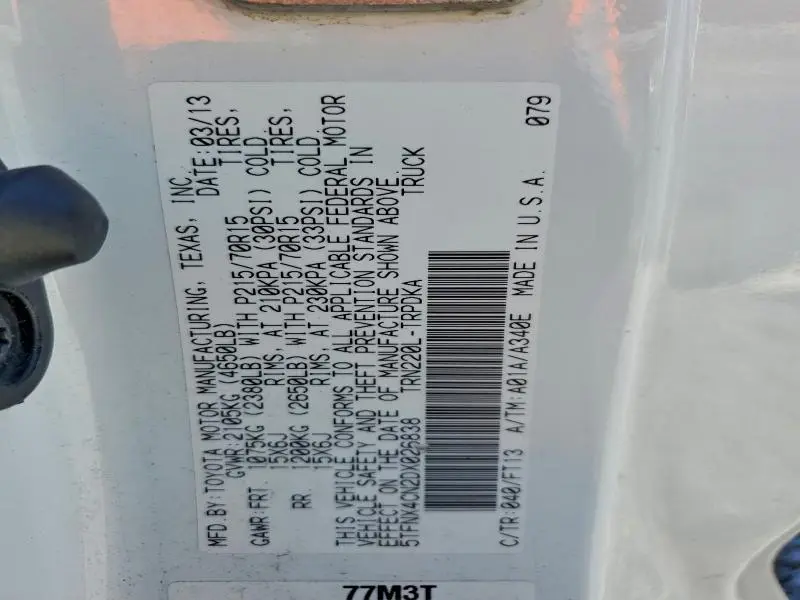 MFD.BY:TOYOTA MOTOR MANUFACTURING, TEXAS, INC.
GVWR:2105KG (4650LB) DATE:03/13
GAWR:FRT. 1075KG (2380LB) WITH P215/70R15 TIRES,
15X6J RIMS, AT 210KPA (30PSI) COLD.
RR. 1200KG (2650LB) WITH P215/70R15 TIRES,
15X6J RIMS, AT 230KPA (33PSI) COLD.
THIS VEHICLE CONFORMS TO ALL APPLICABLE FEDERAL MOTOR
VEHICLE SAFETY AND THEFT PREVENTION STANDARDS IN
EFFECT ON THE DATE OF MANUFACTURE SHOWN ABOVE.
5TFNX4CN2DX026838 TRN220L-TRPDKA TRUCK
C/TR:040/FT13 A/TM:A01A/A340E MADE IN U.S.A. 079
77M3T